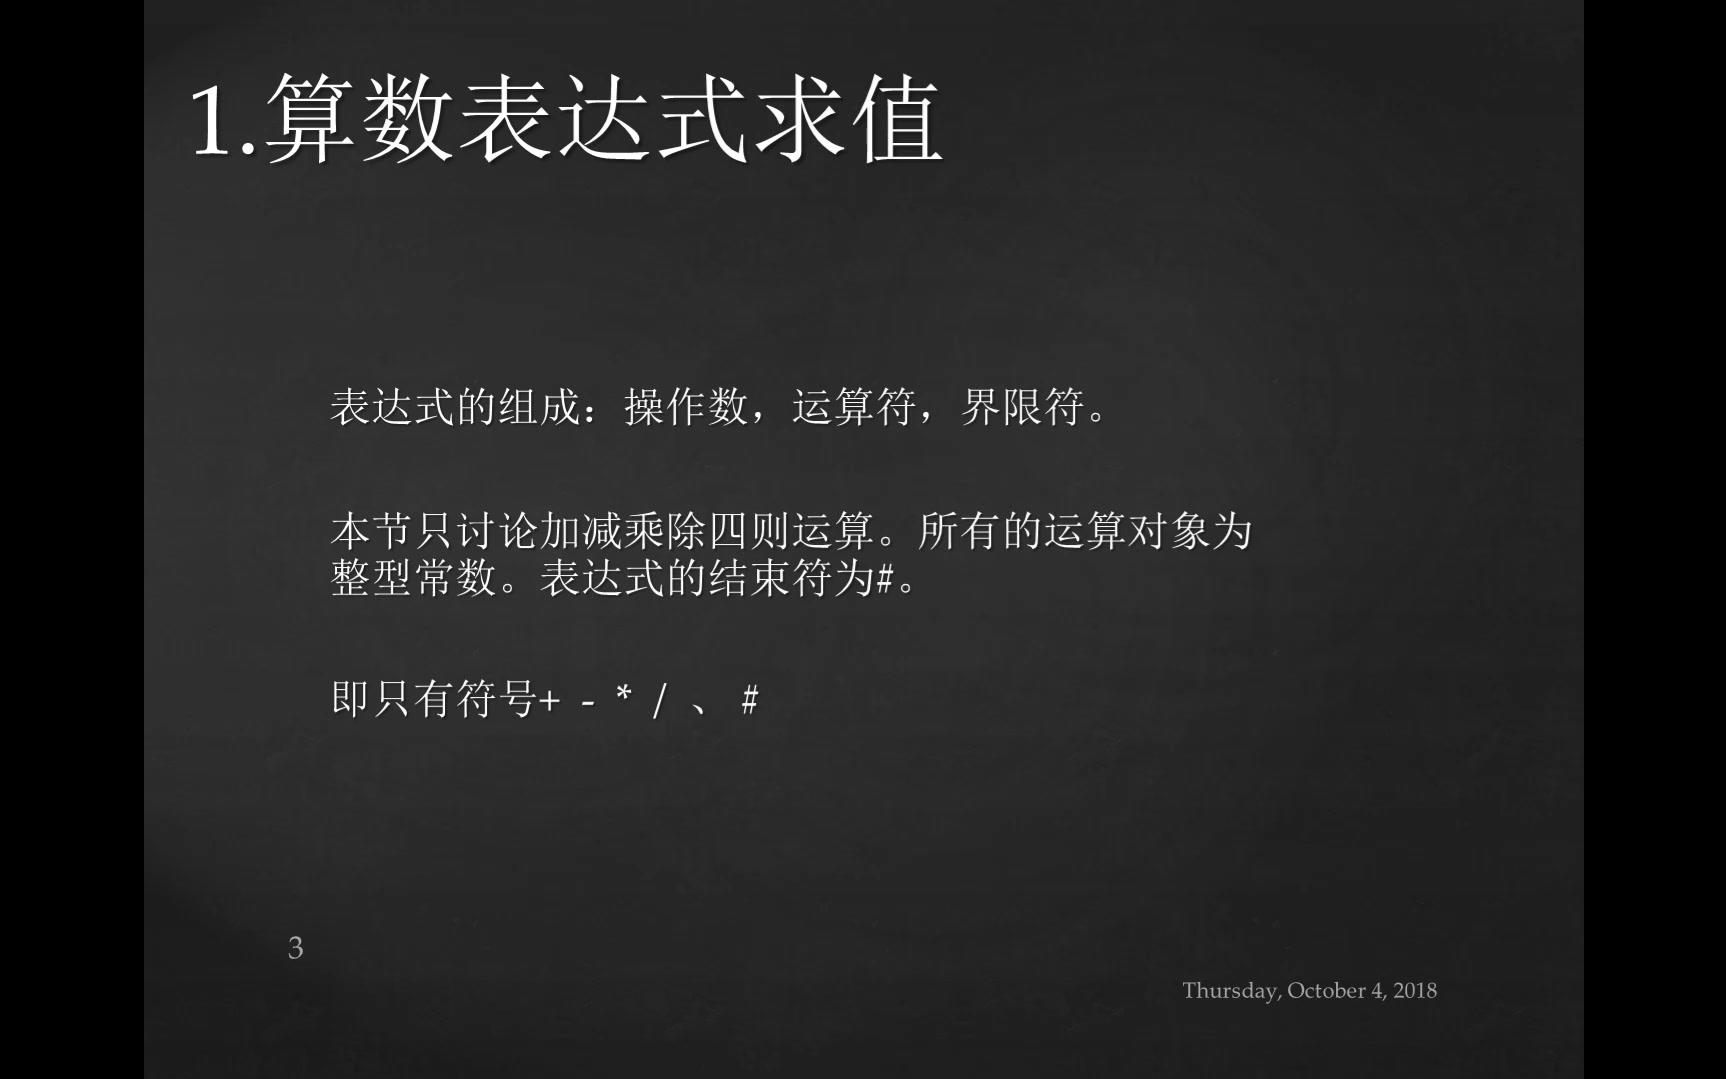 1.算数表达式求值
表达式的组成：操作数，运算符，界限符。
本节只讨论加减乘除四则运算。所有的运算对象为
整型常数。表达式的结束符为#。
即只有符号+ - * / 、 #
3
Thursday, October 4, 2018